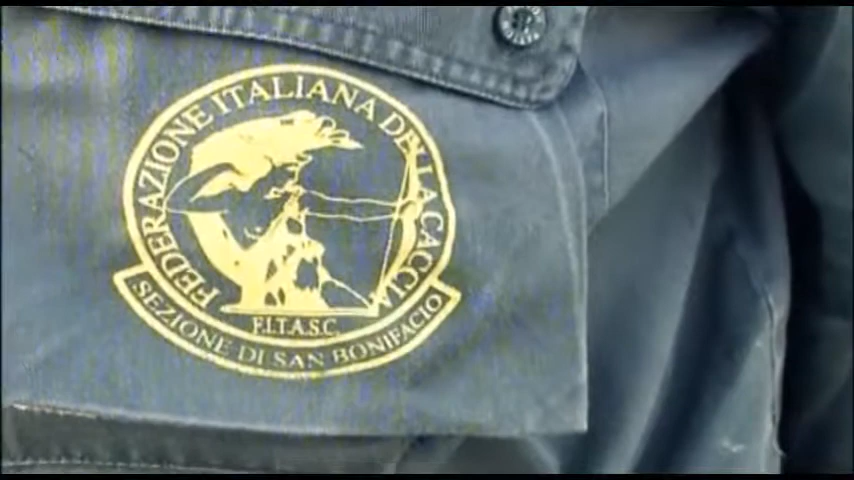 FEDERAZIONE ITALIANA DELLA CACCIA
F.I.T.A.S.C.
SEZIONE DI SAN BONIFACIO